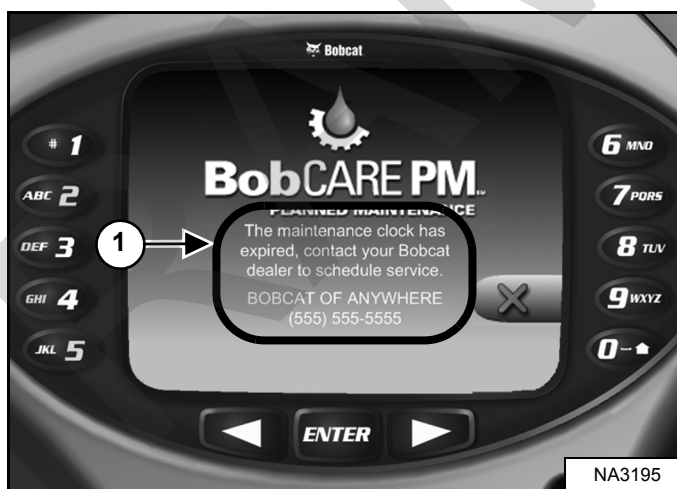 Bobcat
# 1
ABC 2
DEF 3
GHI 4
JKL 5
BobCARE PM™
PLANNED MAINTENANCE
The maintenance clock has
expired, contact your Bobcat
dealer to schedule service.
BOBCAT OF ANYWHERE
(555) 555-5555
1
6 MNO
7 PQRS
8 TUV
9 WXYZ
0
ENTER
NA3195